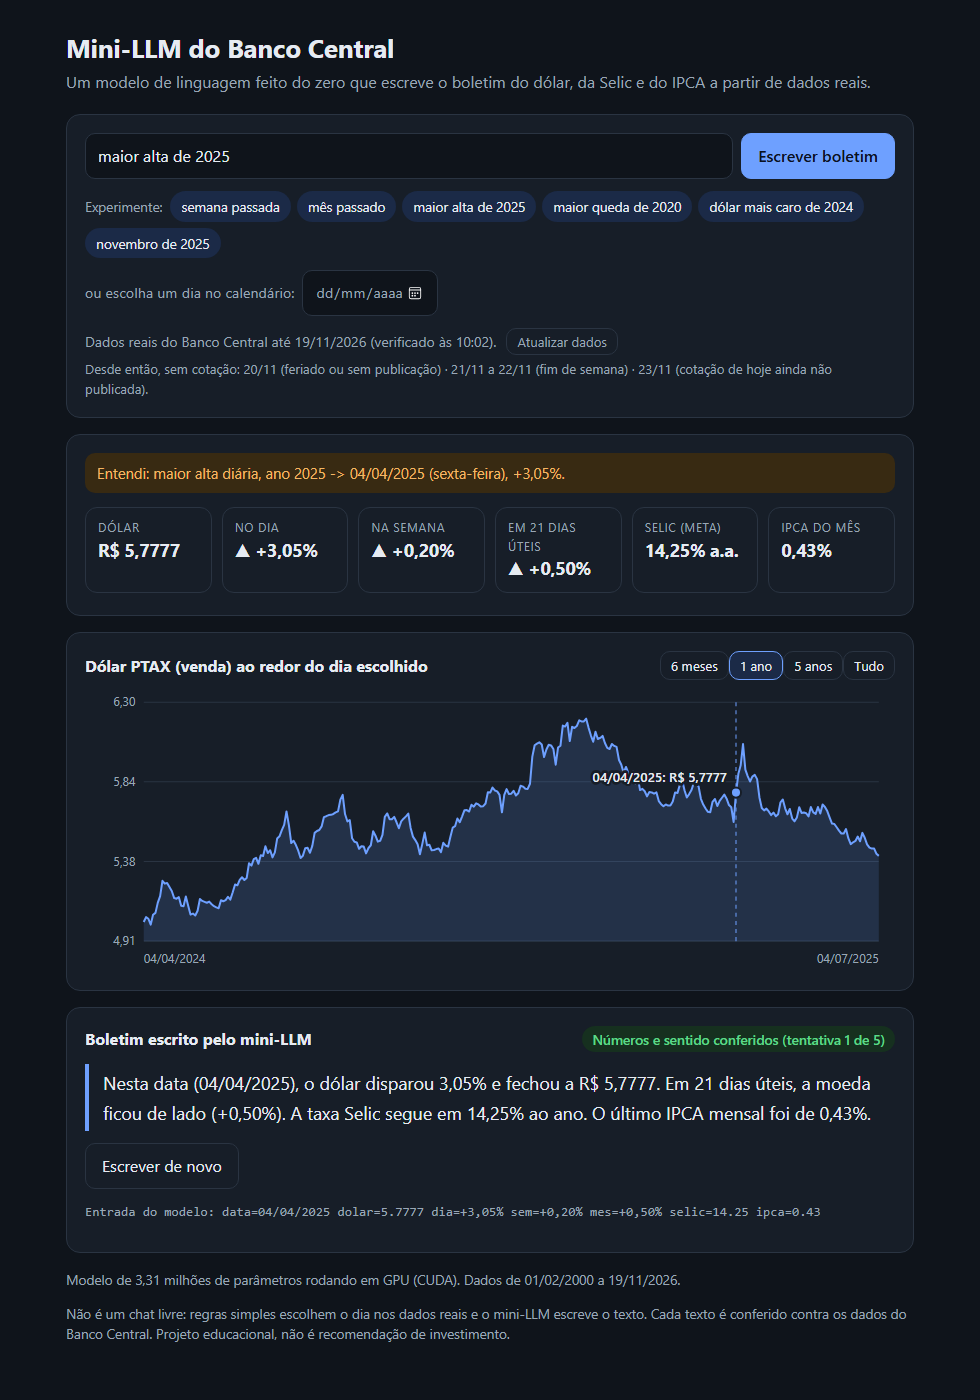 Mini-LLM do Banco Central
Um modelo de linguagem feito do zero que escreve o boletim do dólar, da Selic e do IPCA a partir de dados reais.
maior alta de 2025
Escrever boletim
Experimente: semana passada mês passado maior alta de 2025 maior queda de 2020 dólar mais caro de 2024
novembro de 2025
ou escolha um dia no calendário: dd/mm/aaaa
Dados reais do Banco Central até 19/11/2026 (verificado às 10:02). Atualizar dados
Desde então, sem cotação: 20/11 (feriado ou sem publicação) · 21/11 a 22/11 (fim de semana) · 23/11 (cotação de hoje ainda não
publicada).
Entendi: maior alta diária, ano 2025 -> 04/04/2025 (sexta-feira), +3,05%.
DÓLAR
R$ 5,7777
NO DIA
▲ +3,05%
NA SEMANA
▲ +0,20%
EM 21 DIAS
ÚTEIS
▲ +0,50%
SELIC (META)
14,25% a.a.
IPCA DO MÊS
0,43%
Dólar PTAX (venda) ao redor do dia escolhido
6 meses 1 ano 5 anos Tudo
6,30
5,84
04/04/2025: R$ 5,7777
5,38
4,91
04/04/2024 04/07/2025
Boletim escrito pelo mini-LLM
Números e sentido conferidos (tentativa 1 de 5)
Nesta data (04/04/2025), o dólar disparou 3,05% e fechou a R$ 5,7777. Em 21 dias úteis, a moeda
ficou de lado (+0,50%). A taxa Selic segue em 14,25% ao ano. O último IPCA mensal foi de 0,43%.
Escrever de novo
Entrada do modelo: data=04/04/2025 dolar=5.7777 dia=+3,05% sem=+0,20% mes=+0,50% selic=14.25 ipca=0.43
Modelo de 3,31 milhões de parâmetros rodando em GPU (CUDA). Dados de 01/02/2000 a 19/11/2026.
Não é um chat livre: regras simples escolhem o dia nos dados reais e o mini-LLM escreve o texto. Cada texto é conferido contra os dados do
Banco Central. Projeto educacional, não é recomendação de investimento.